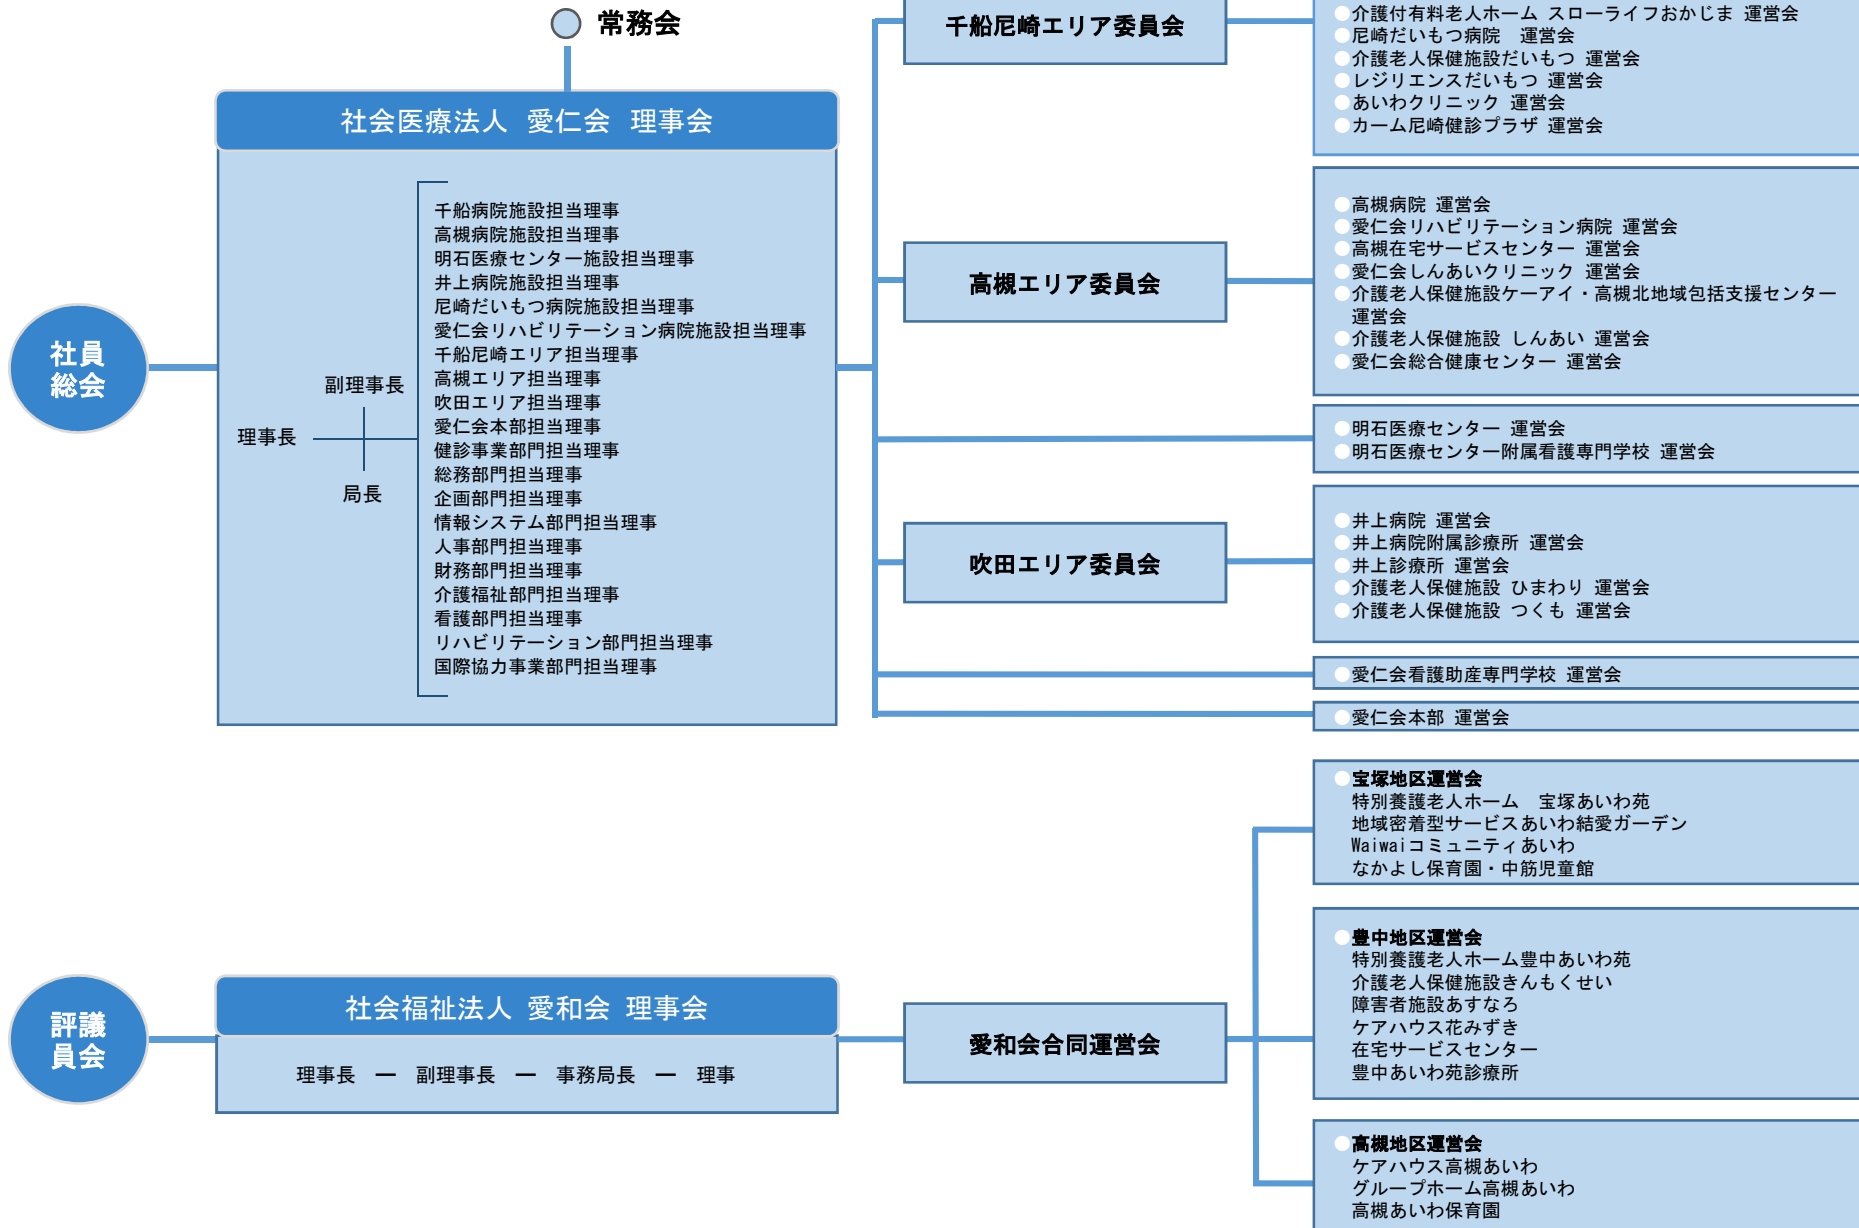 常務会
社会医療法人 愛仁会 理事会
千船病院施設担当理事
高槻病院施設担当理事
明石医療センター施設担当理事
井上病院施設担当理事
尼崎だいもつ病院施設担当理事
愛仁会リハビリテーション病院施設担当理事
千船尼崎エリア担当理事
高槻エリア担当理事
吹田エリア担当理事
愛仁会本部担当理事
健診事業部門担当理事
総務部門担当理事
企画部門担当理事
情報システム部門担当理事
人事部門担当理事
財務部門担当理事
介護福祉部門担当理事
看護部門担当理事
リハビリテーション部門担当理事
国際協力事業部門担当理事
社員
総会
副理事長
理事長
局長
千船尼崎エリア委員会
介護付有料老人ホーム スローライフおかじま 運営会
尼崎だいもつ病院 運営会
介護老人保健施設だいもつ 運営会
レジリエンスだいもつ 運営会
あいわクリニック 運営会
カーム尼崎健診プラザ 運営会
高槻エリア委員会
高槻病院 運営会
愛仁会リハビリテーション病院 運営会
高槻在宅サービスセンター 運営会
愛仁会しんあいクリニック 運営会
介護老人保健施設ケーアイ・高槻北地域包括支援センター
運営会
介護老人保健施設 しんあい 運営会
愛仁会総合健康センター 運営会
明石医療センター 運営会
明石医療センター附属看護専門学校 運営会
吹田エリア委員会
井上病院 運営会
井上病院附属診療所 運営会
井上診療所 運営会
介護老人保健施設 ひまわり 運営会
介護老人保健施設 つくも 運営会
愛仁会看護助産専門学校 運営会
愛仁会本部 運営会
評議
員会
社会福祉法人 愛和会 理事会
理事長 ― 副理事長 ― 事務局長 ― 理事
愛和会合同運営会
宝塚地区運営会
特別養護老人ホーム 宝塚あいわ苑
地域密着型サービスあいわ結愛ガーデン
Waiwaiコミュニティあいわ
なかよし保育園・中筋児童館
豊中地区運営会
特別養護老人ホーム豊中あいわ苑
介護老人保健施設きんもくせい
障害者施設あすなろ
ケアハウス花みずき
在宅サービスセンター
豊中あいわ苑診療所
高槻地区運営会
ケアハウス高槻あいわ
グループホーム高槻あいわ
高槻あいわ保育園